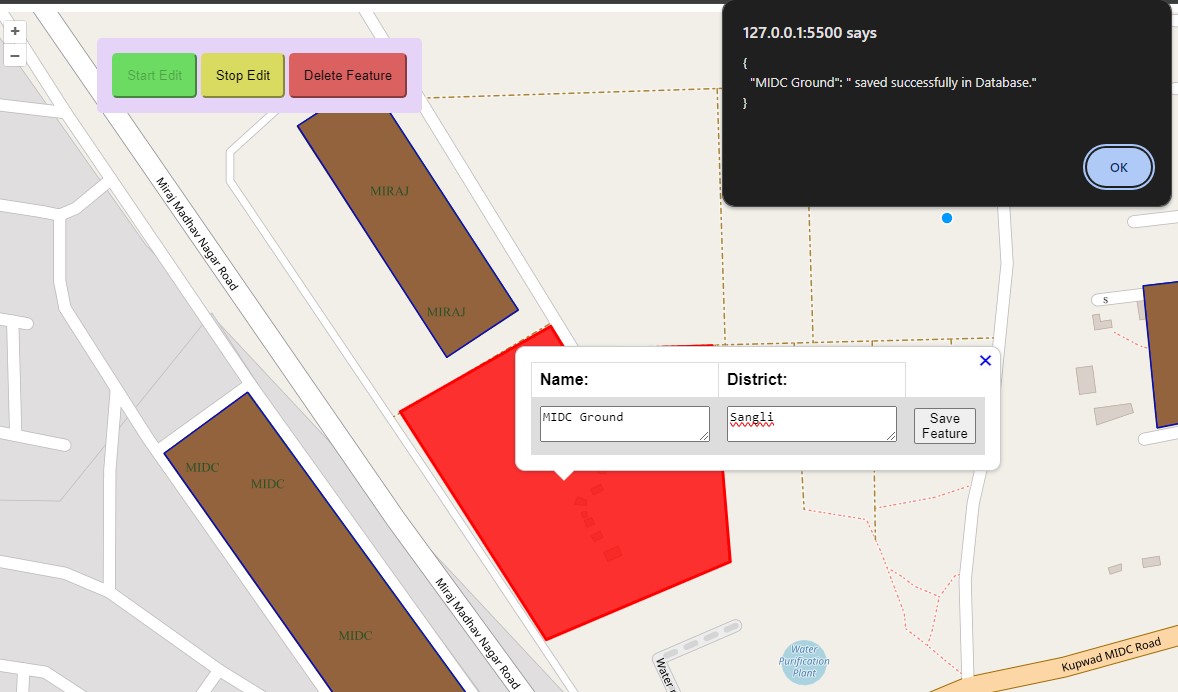 +
−
Start Edit
Stop Edit
Delete Feature
127.0.0.1:5500 says
{
"MIDC Ground": " saved successfully in Database."
}
OK
MIRAJ
Miraj Madhav Nagar Road
MIRAJ
S
Name:
District:
MIDC Ground
Sangli
Save
Feature
MIDC
MIDC
MIDC
Miraj Madhav Nagar Road
Water
Purification
Plant
Kupwad MIDC Road
Water